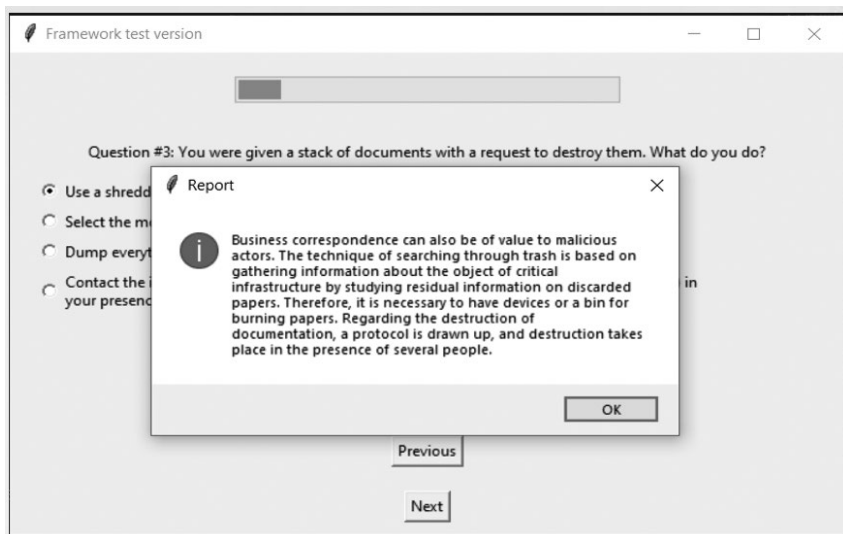 Framework test version
Question #3: You were given a stack of documents with a request to destroy them. What do you do?
Use a shredd
Select the m
Dump everyt
Contact the i
in
your presenc
Report
Business correspondence can also be of value to malicious
actors. The technique of searching through trash is based on
gathering information about the object of critical
infrastructure by studying residual information on discarded
papers. Therefore, it is necessary to have devices or a bin for
burning papers. Regarding the destruction of
documentation, a protocol is drawn up, and destruction takes
place in the presence of several people.
OK
Previous
Next